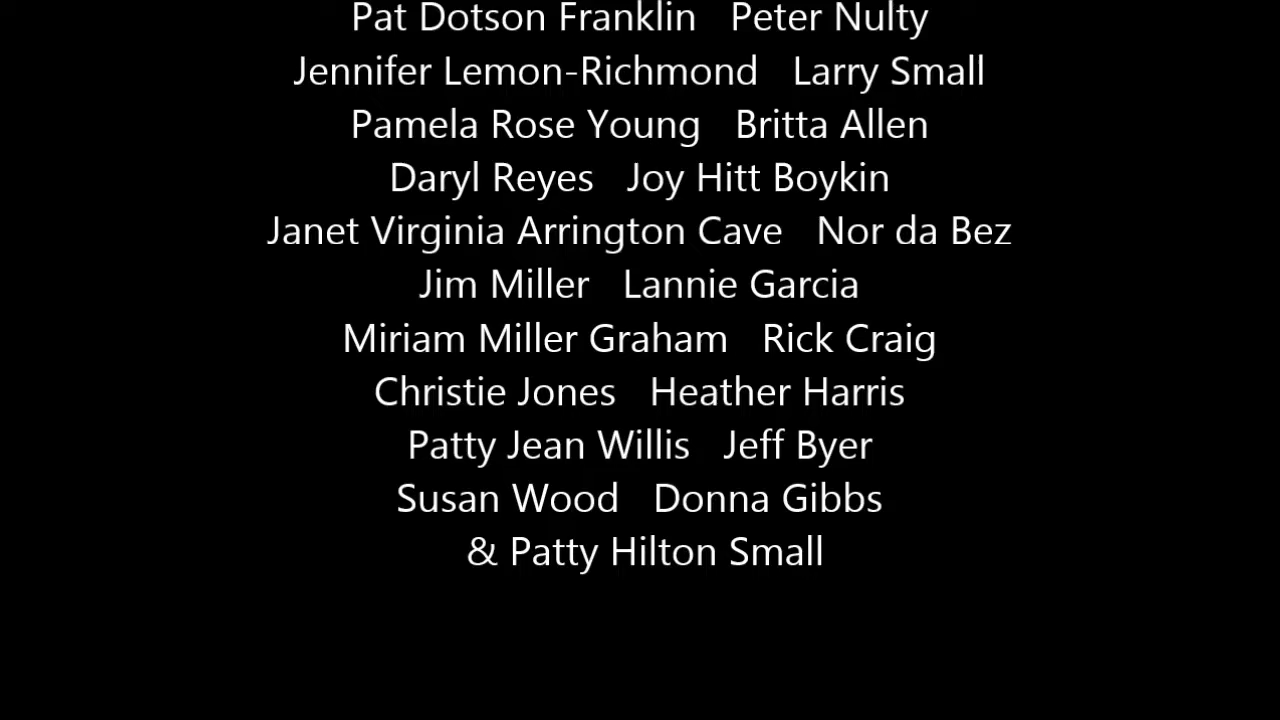 Pat Dotson Franklin Peter Nulty
Jennifer Lemon-Richmond Larry Small
Pamela Rose Young Britta Allen
Daryl Reyes Joy Hitt Boykin
Janet Virginia Arrington Cave Nor da Bez
Jim Miller Lannie Garcia
Miriam Miller Graham Rick Craig
Christie Jones Heather Harris
Patty Jean Willis Jeff Byer
Susan Wood Donna Gibbs
& Patty Hilton Small